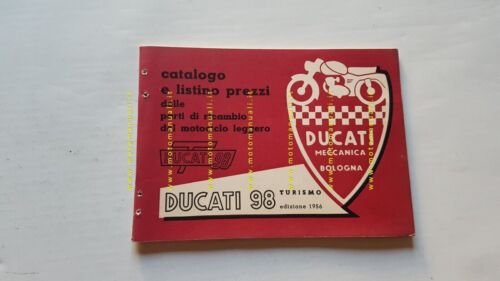 catalogo
e listino prezzi
delle
parti di ricambio
del motociclo leggero
DUCATI 98
DUCATI 98 TURISMO
edizione 1956
DUCATI
MECCANICA
BOLOGNA
www.motomanuali.it